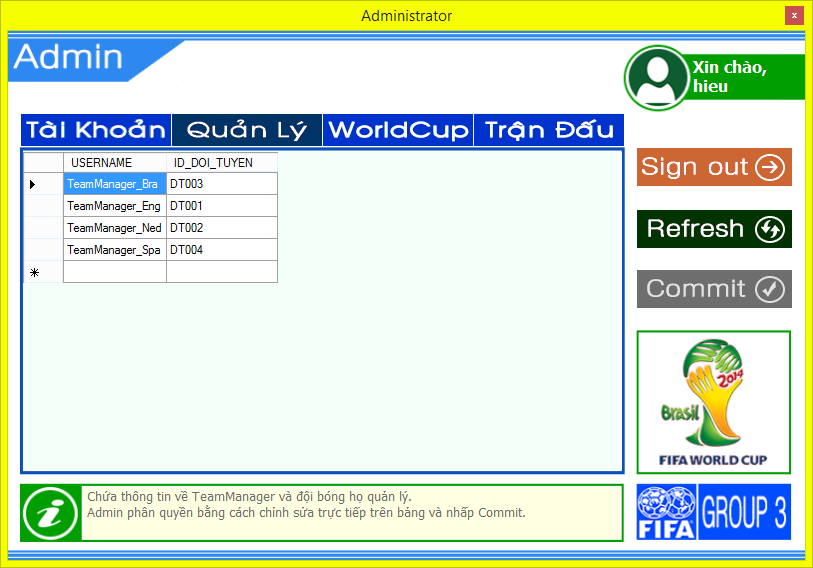 Administrator
x
Admin
Xin chào,
hieu
Tài Khoản Quản Lý WorldCup Trận Đấu
USERNAME ID_DOI_TUYEN
TeamManager_Bra DT003
TeamManager_Eng DT001
TeamManager_Ned DT002
TeamManager_Spa DT004
Sign out
Refresh
Commit
2014
BRASIL
FIFA WORLD CUP
Chứa thông tin về TeamManager và đội bóng họ quản lý.
Admin phân quyền bằng cách chỉnh sửa trực tiếp trên bảng và nhấp Commit.
FIFA
GROUP 3